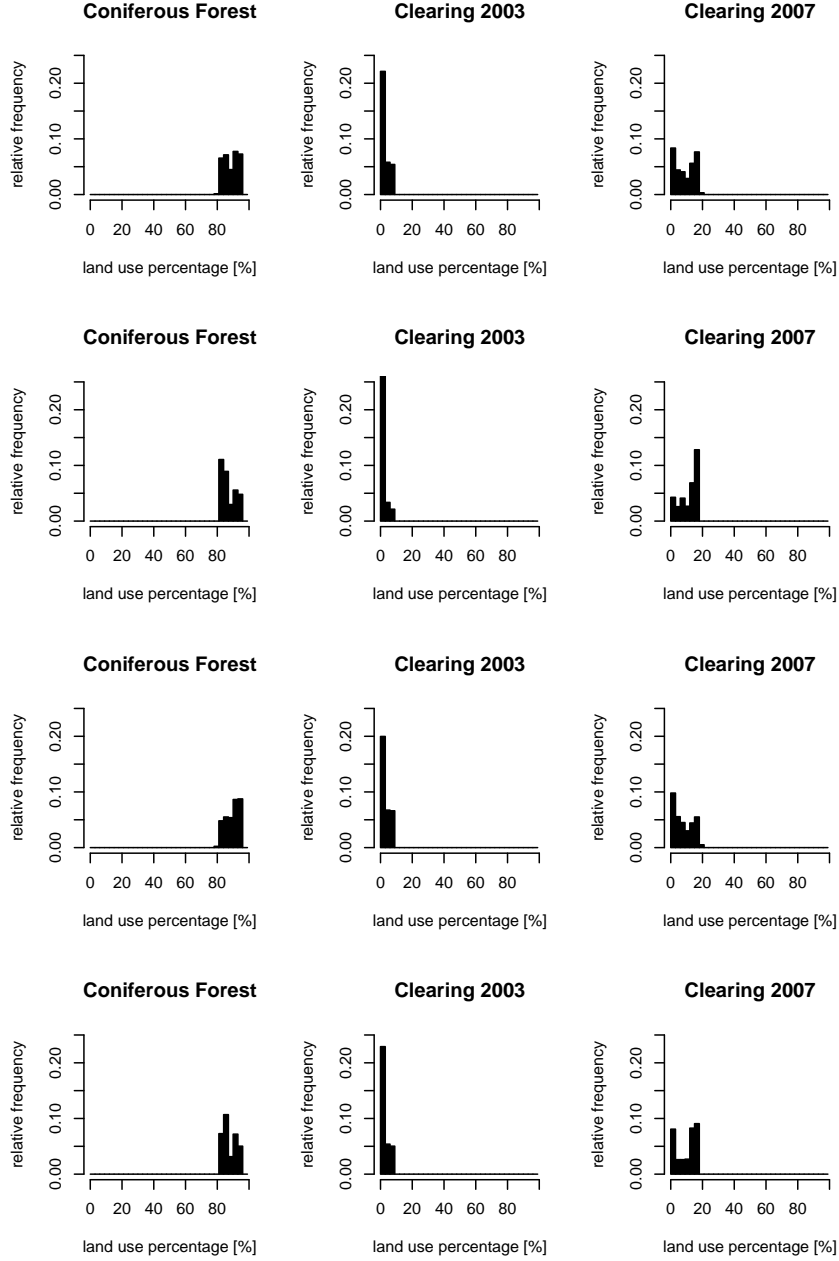 Coniferous Forest Clearing 2003 Clearing 2007
relative frequency relative frequency relative frequency
0.00 0.10 0.20 0.00 0.10 0.20 0.00 0.10 0.20
0 20 40 60 80 0 20 40 60 80 0 20 40 60 80
land use percentage [%] land use percentage [%] land use percentage [%]
Coniferous Forest Clearing 2003 Clearing 2007
relative frequency relative frequency relative frequency
0.00 0.10 0.20 0.00 0.10 0.20 0.00 0.10 0.20
0 20 40 60 80 0 20 40 60 80 0 20 40 60 80
land use percentage [%] land use percentage [%] land use percentage [%]
Coniferous Forest Clearing 2003 Clearing 2007
relative frequency relative frequency relative frequency
0.00 0.10 0.20 0.00 0.10 0.20 0.00 0.10 0.20
0 20 40 60 80 0 20 40 60 80 0 20 40 60 80
land use percentage [%] land use percentage [%] land use percentage [%]
Coniferous Forest Clearing 2003 Clearing 2007
relative frequency relative frequency relative frequency
0.00 0.10 0.20 0.00 0.10 0.20 0.00 0.10 0.20
0 20 40 60 80 0 20 40 60 80 0 20 40 60 80
land use percentage [%] land use percentage [%] land use percentage [%]